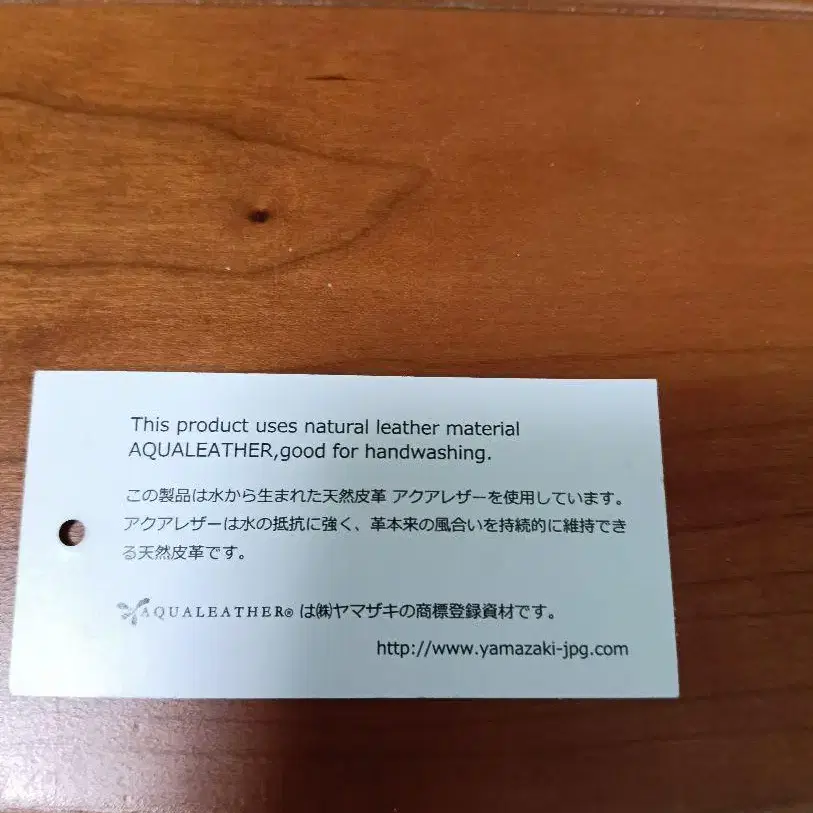 This product uses natural leather material
AQUALEATHER,good for handwashing.
この製品は水から生まれた天然皮革 アクアレザーを使用しています。
アクアレザーは水の抵抗に強く、革本来の風合いを持続的に維持でき
る天然皮革です。
AQUALEATHER® は㈱ヤマザキの商標登録資材です。
http://www.yamazaki-jpg.com